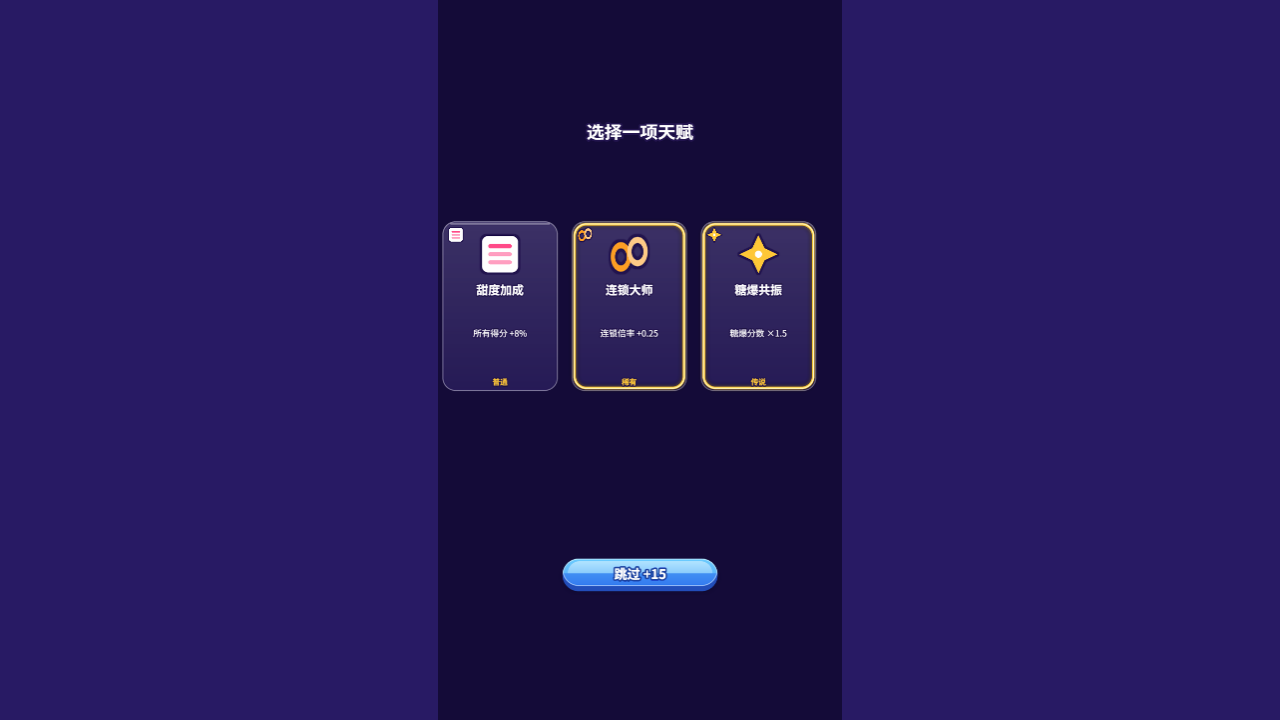 选择一项天赋
甜度加成
所有得分 +8%
普通
连锁大师
连锁倍率 +0.25
稀有
糖爆共振
糖爆分数 ×1.5
传说
跳过 +15